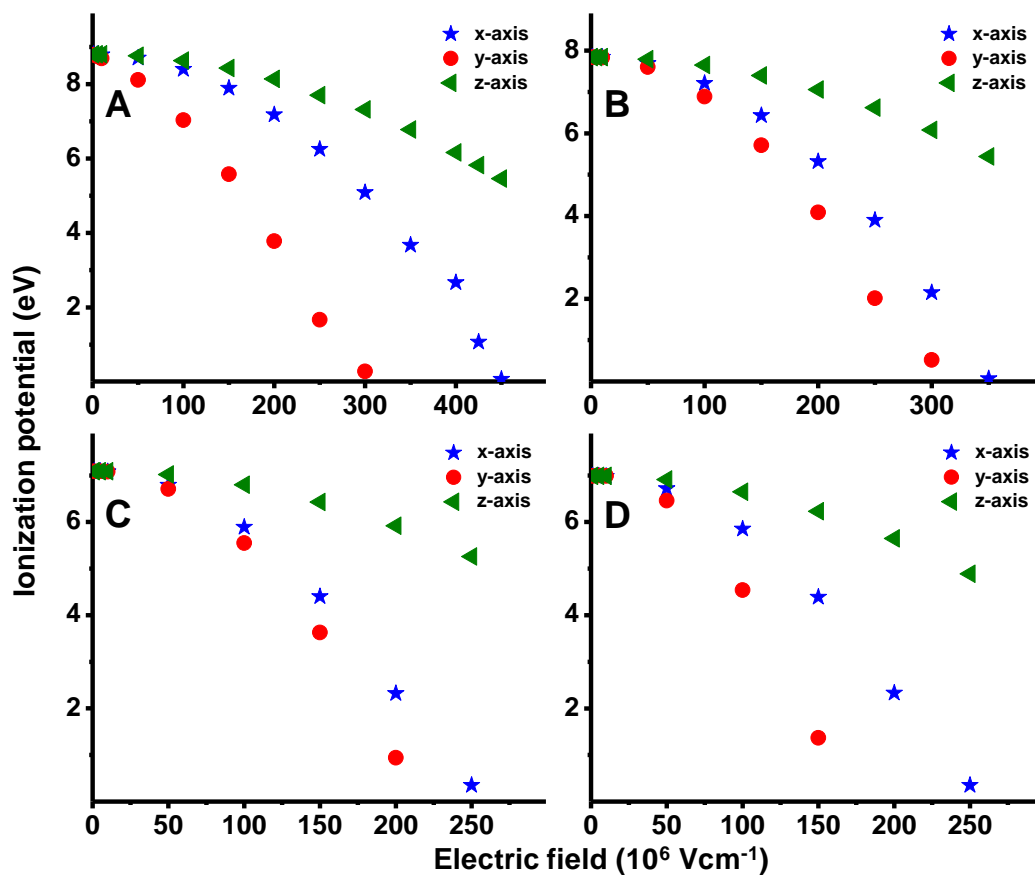 Ionization potential (eV)
A
x-axis
y-axis
z-axis
8
6
4
2
0 100 200 300 400
B
x-axis
y-axis
z-axis
8
6
4
2
0 100 200 300
C
x-axis
y-axis
z-axis
6
4
2
0 50 100 150 200 250
D
x-axis
y-axis
z-axis
6
4
2
0 50 100 150 200 250
Electric field (10⁶ Vcm⁻¹)